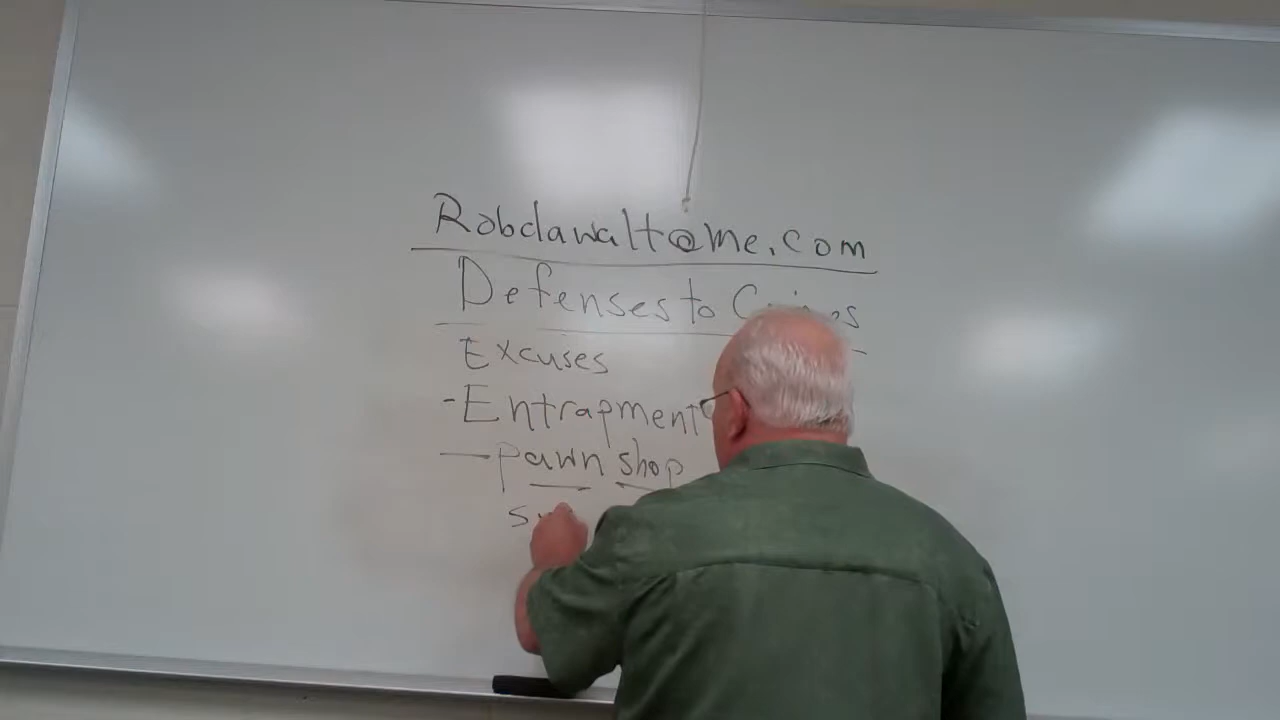 Robdawalt@me.com
Defenses to
Excuses
-Entrapment
—pawn shop